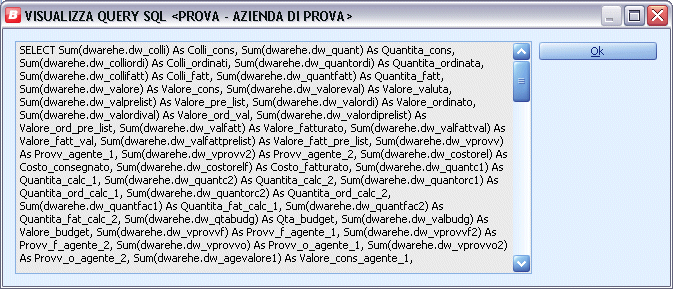 VISUALIZZA QUERY SQL <PROVA - AZIENDA DI PROVA>
SELECT Sum(dwarehe.dw_colli) As Colli_cons, Sum(dwarehe.dw_quant) As Quantita_cons,
Sum(dwarehe.dw_colliordi) As Colli_ordinati, Sum(dwarehe.dw_quantordi) As Quantita_ordinata,
Sum(dwarehe.dw_collifatt) As Colli_fatt, Sum(dwarehe.dw_quantfatt) As Quantita_fatt,
Sum(dwarehe.dw_valore) As Valore_cons, Sum(dwarehe.dw_valoreval) As Valore_valuta,
Sum(dwarehe.dw_valprelist) As Valore_pre_list, Sum(dwarehe.dw_valordi) As Valore_ordinato,
Sum(dwarehe.dw_valordival) As Valore_ord_val, Sum(dwarehe.dw_valordiprelist) As
Valore_ord_pre_list, Sum(dwarehe.dw_valfatt) As Valore_fatturato, Sum(dwarehe.dw_valfattval) As
Valore_fatt_val, Sum(dwarehe.dw_valfattprelist) As Valore_fatt_pre_list, Sum(dwarehe.dw_vprovv)
As Provv_agente_1, Sum(dwarehe.dw_vprovv2) As Provv_agente_2, Sum(dwarehe.dw_costorel) As
Costo_consegnato, Sum(dwarehe.dw_costorelf) As Costo_fatturato, Sum(dwarehe.dw_quantc1) As
Quantita_calc_1, Sum(dwarehe.dw_quantc2) As Quantita_calc_2, Sum(dwarehe.dw_quantorc1) As
Quantita_ord_calc_1, Sum(dwarehe.dw_quantorc2) As Quantita_ord_calc_2,
Sum(dwarehe.dw_quantfac1) As Quantita_fat_calc_1, Sum(dwarehe.dw_quantfac2) As
Quantita_fat_calc_2, Sum(dwarehe.dw_qtabudg) As Qta_budget, Sum(dwarehe.dw_valbudg) As
Valore_budget, Sum(dwarehe.dw_vprovvf) As Provv_f_agente_1, Sum(dwarehe.dw_vprovvf2) As
Provv_f_agente_2, Sum(dwarehe.dw_vprovvo) As Provv_o_agente_1, Sum(dwarehe.dw_vprovvo2)
As Provv_o_agente_2, Sum(dwarehe.dw_agevalore1) As Valore_cons_agente_1,
Ok